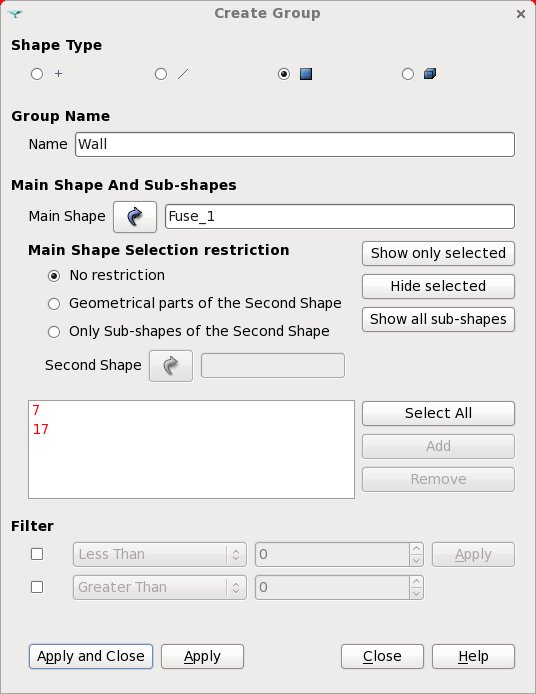 Create Group
Shape Type
Group Name
Name Wall
Main Shape And Sub-shapes
Main Shape Fuse_1
Main Shape Selection restriction
Show only selected
No restriction
Hide selected
Geometrical parts of the Second Shape
Show all sub-shapes
Only Sub-shapes of the Second Shape
Second Shape
7
17
Select All
Add
Remove
Filter
Less Than 0 Apply
Greater Than 0
Apply and Close Apply Close Help